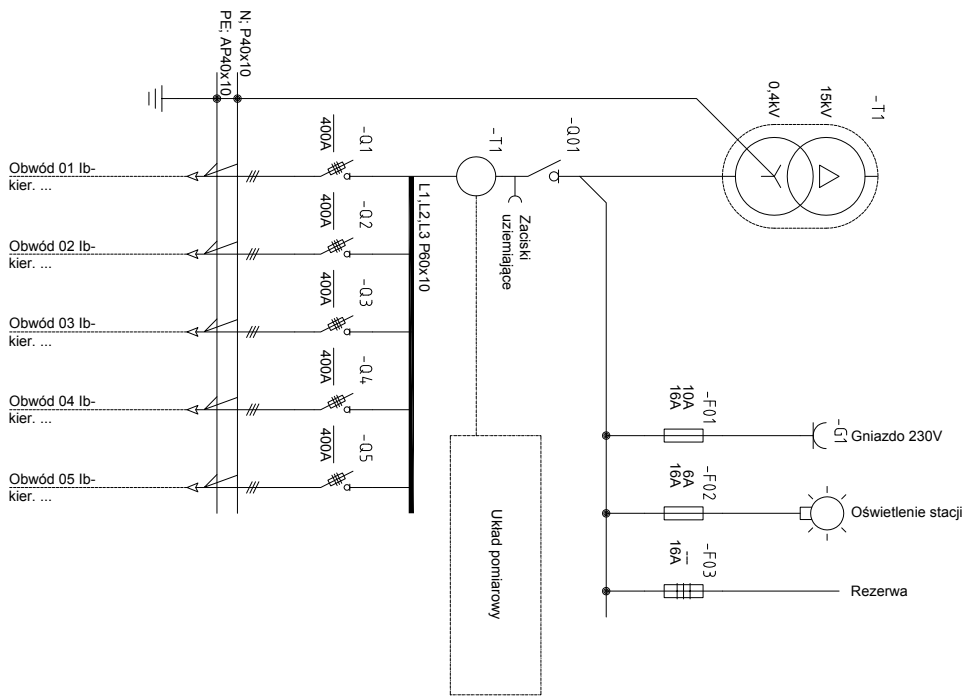 N; P40x10
PE; AP40x10
-T1
15kV
0,4kV
-Q01
-T1
Zaciski
uziemiające
L1,L2,L3 P60x10
-Q1
400A
-Q2
400A
-Q3
400A
-Q4
400A
-Q5
400A
Obwód 01 lb-
kier. ...
Obwód 02 lb-
kier. ...
Obwód 03 lb-
kier. ...
Obwód 04 lb-
kier. ...
Obwód 05 lb-
kier. ...
Układ pomiarowy
-F01
10A
16A
-G1
Gniazdo 230V
-F02
6A
16A
Oświetlenie stacji
-F03
--
16A
Rezerwa